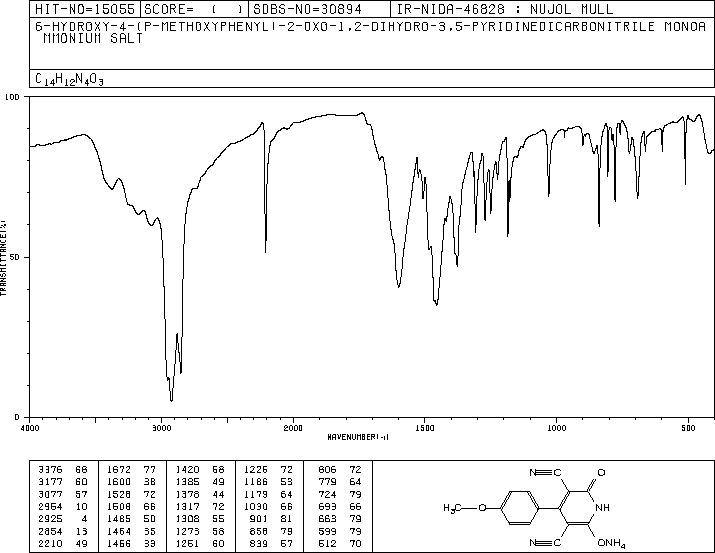 HIT-NO=15055 SCORE= ( ) SDBS-NO=30894 IR-NIDA-46828 : NUJOL MULL
6-HYDROXY-4-(P-METHOXYPHENYL)-2-OXO-1,2-DIHYDRO-3,5-PYRIDINEDICARBONITRILE MONOA
MMONIUM SALT
C14H12N4O3
100
50
0
TRANSMITTANCE(%)
4000 3000 2000 1500 1000 500
WAVENUMBER(-1)
3376 68 1672 77 1420 68 1226 72 806 72
3177 60 1600 38 1385 49 1186 53 779 64
3077 57 1528 72 1378 44 1179 64 724 79
2954 10 1508 66 1317 72 1030 66 693 66
2925 4 1485 50 1308 55 901 81 663 79
2854 13 1464 35 1273 58 858 79 599 79
2210 49 1456 33 1251 60 839 57 512 70
N O
H3C O NH
N ONH4